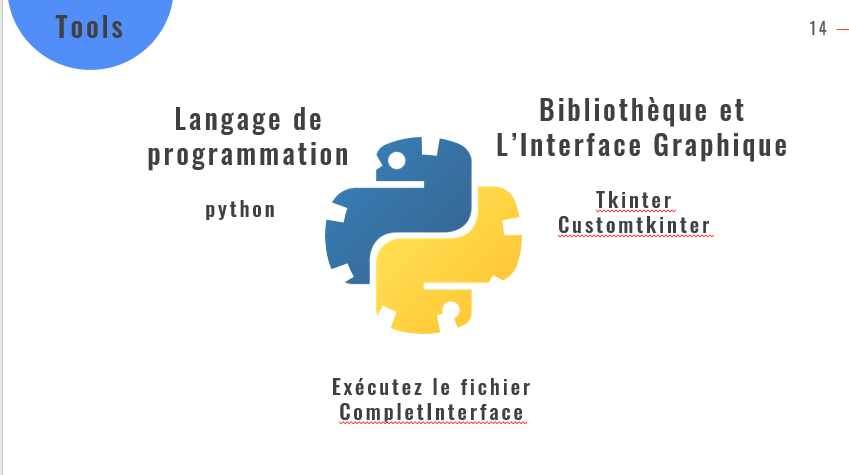 Tools
14 —
Langage de
programmation
python
Bibliothèque et
L’Interface Graphique
Tkinter
Customtkinter
Exécutez le fichier
CompletInterface